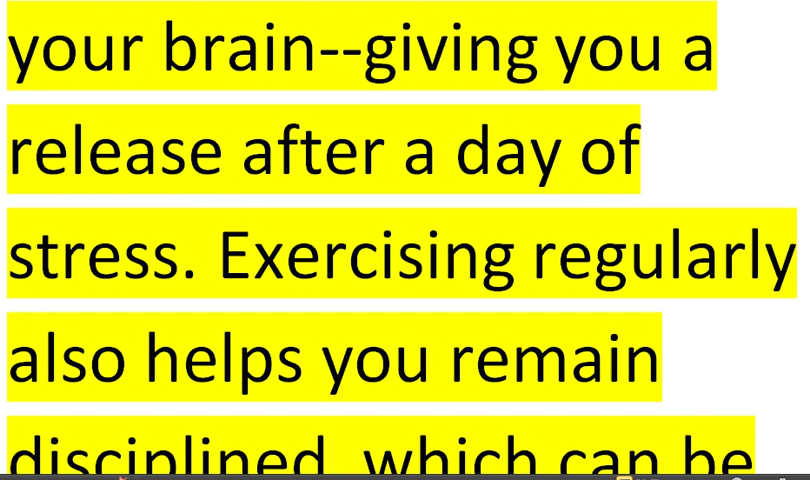 your brain--giving you a
release after a day of
stress. Exercising regularly
also helps you remain
disciplined, which can be